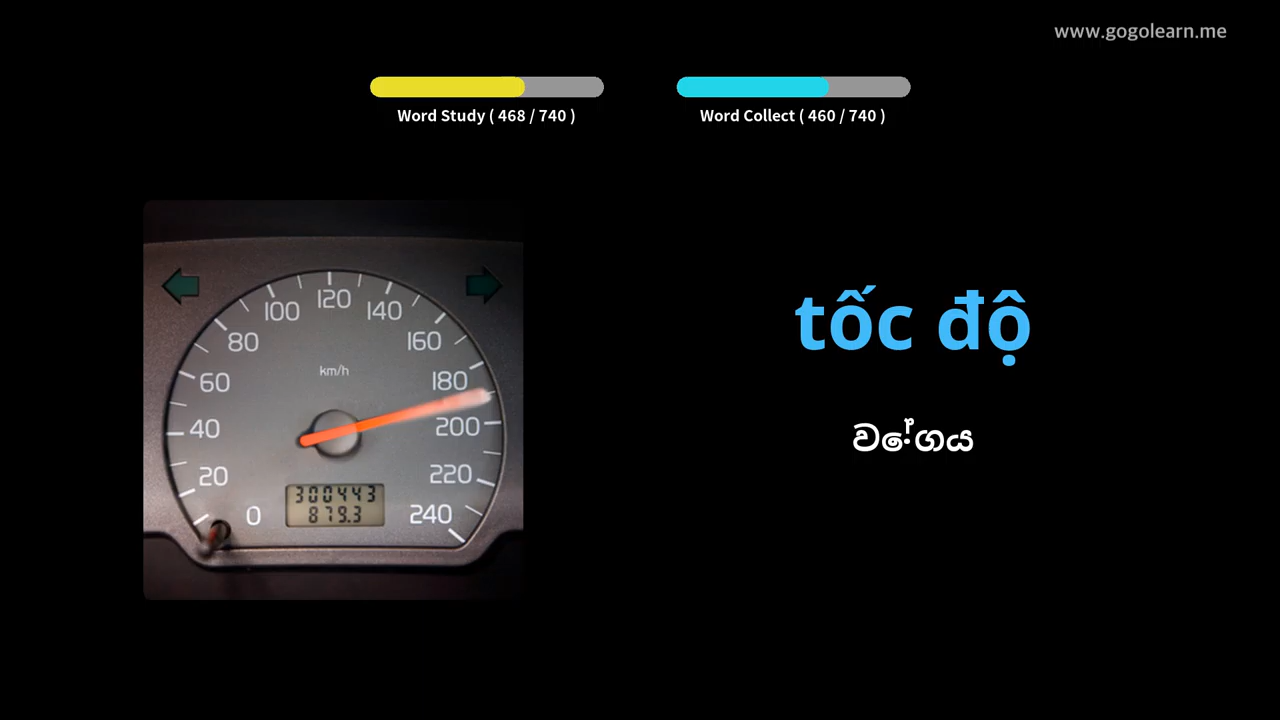 www.gogolearn.me
Word Study ( 468 / 740 )
Word Collect ( 460 / 740 )
tốc độ
වේගය
120
100
140
80
160
km/h
60
180
40
200
20
220
0
240
300443
879.3